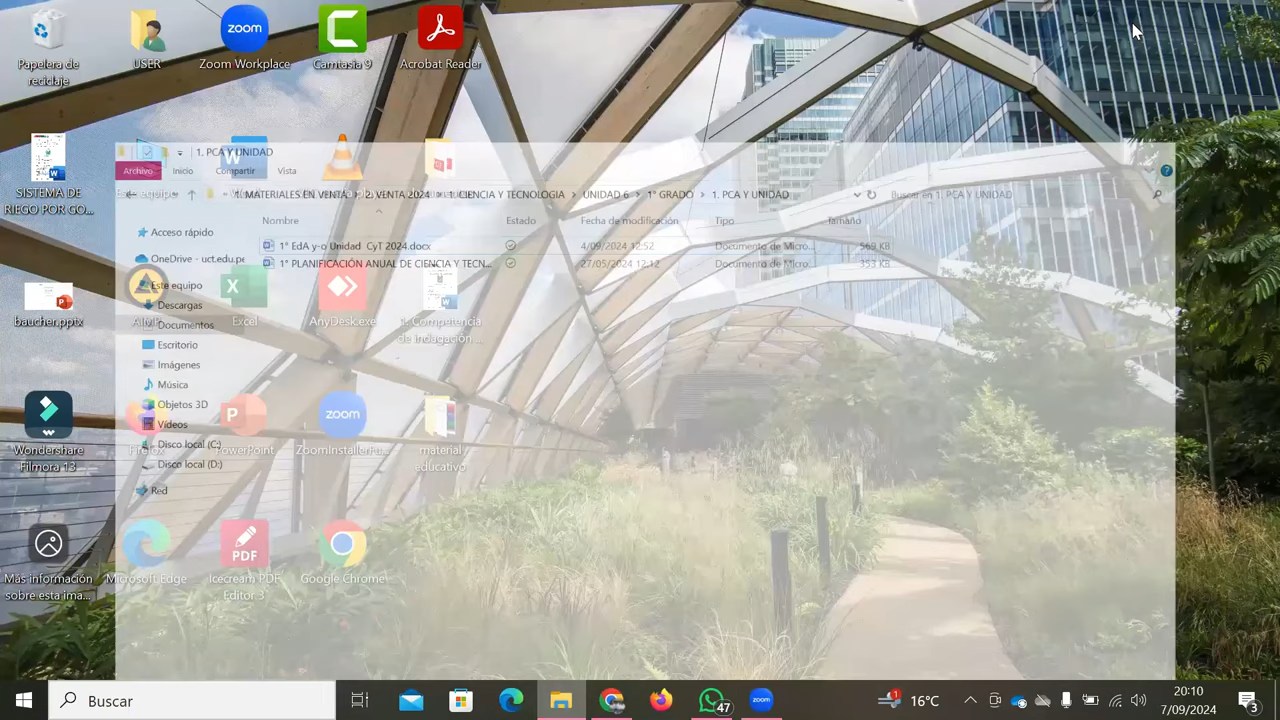 Papelera de
reciclaje
USER
zoom
Zoom Workplace
Camtasia 9
Acrobat Reader
SISTEMA DE
RIEGO POR GO...
1. PCA Y UNIDAD
Archivo
Inicio
Compartir
Vista
1. MATERIALES EN VENTA
2) VENTA 2024
1. CIENCIA Y TECNOLOGIA
UNIDAD 6
1° GRADO
1. PCA Y UNIDAD
Buscar en 1. PCA Y UNIDAD
Nombre
Estado
Fecha de modificación
Tipo
Tamaño
Acceso rápido
1° EdA y-o Unidad CyT 2024.docx
4/09/2024 12:52
Documento de Micro...
569 KB
OneDrive - uct.edu.pe
1° PLANIFICACIÓN ANUAL DE CIENCIA Y TECN...
27/05/2024 12:12
Documento de Micro...
353 KB
Este equipo
Descargas
Documentos
Escritorio
Imágenes
Música
Objetos 3D
Vídeos
Disco local (C:)
Disco local (D:)
Red
baucher.pptx
Excel
AnyDesk.exe
1. Competencia
de Indagación...
Wondershare
Filmora 13
Firefox
PowerPoint
zoom
ZoomInstallerFu...
material
educativo
Más información
sobre esta ima...
Microsoft Edge
PDF
Icecream PDF
Editor 3
Google Chrome
Buscar
47
zoom
1
16°C
20:10
7/09/2024
3